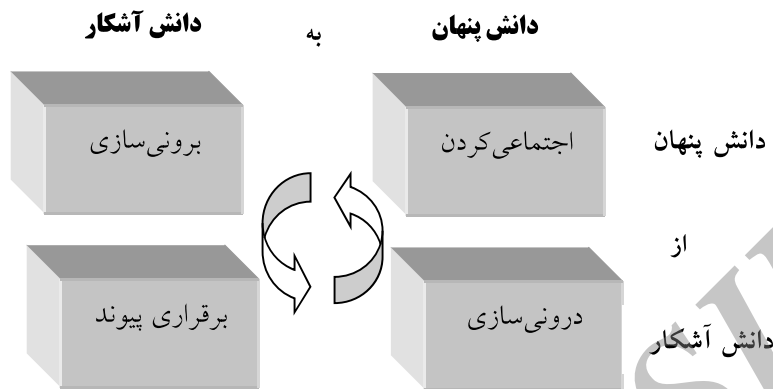 دانش پنهان به دانش آشکار
دانش پنهان اجتماعی‌کردن برونی‌سازی
از
دانش آشکار درونی‌سازی برقراری پیوند